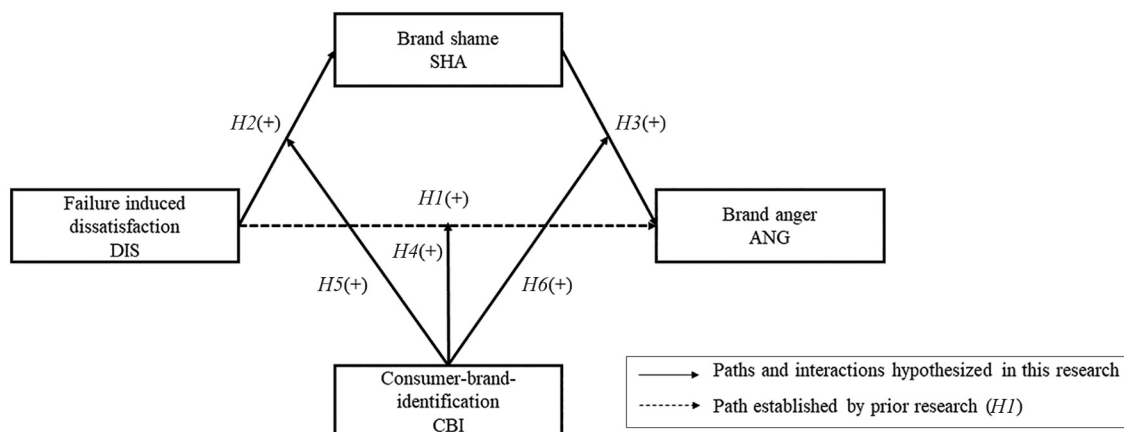 Brand shame
SHA
H2(+)
H3(+)
Failure induced
dissatisfaction
DIS
H1(+)
Brand anger
ANG
H4(+)
H5(+)
H6(+)
Consumer-brand-
identification
CBI
Paths and interactions hypothesized in this research
Path established by prior research (H1)